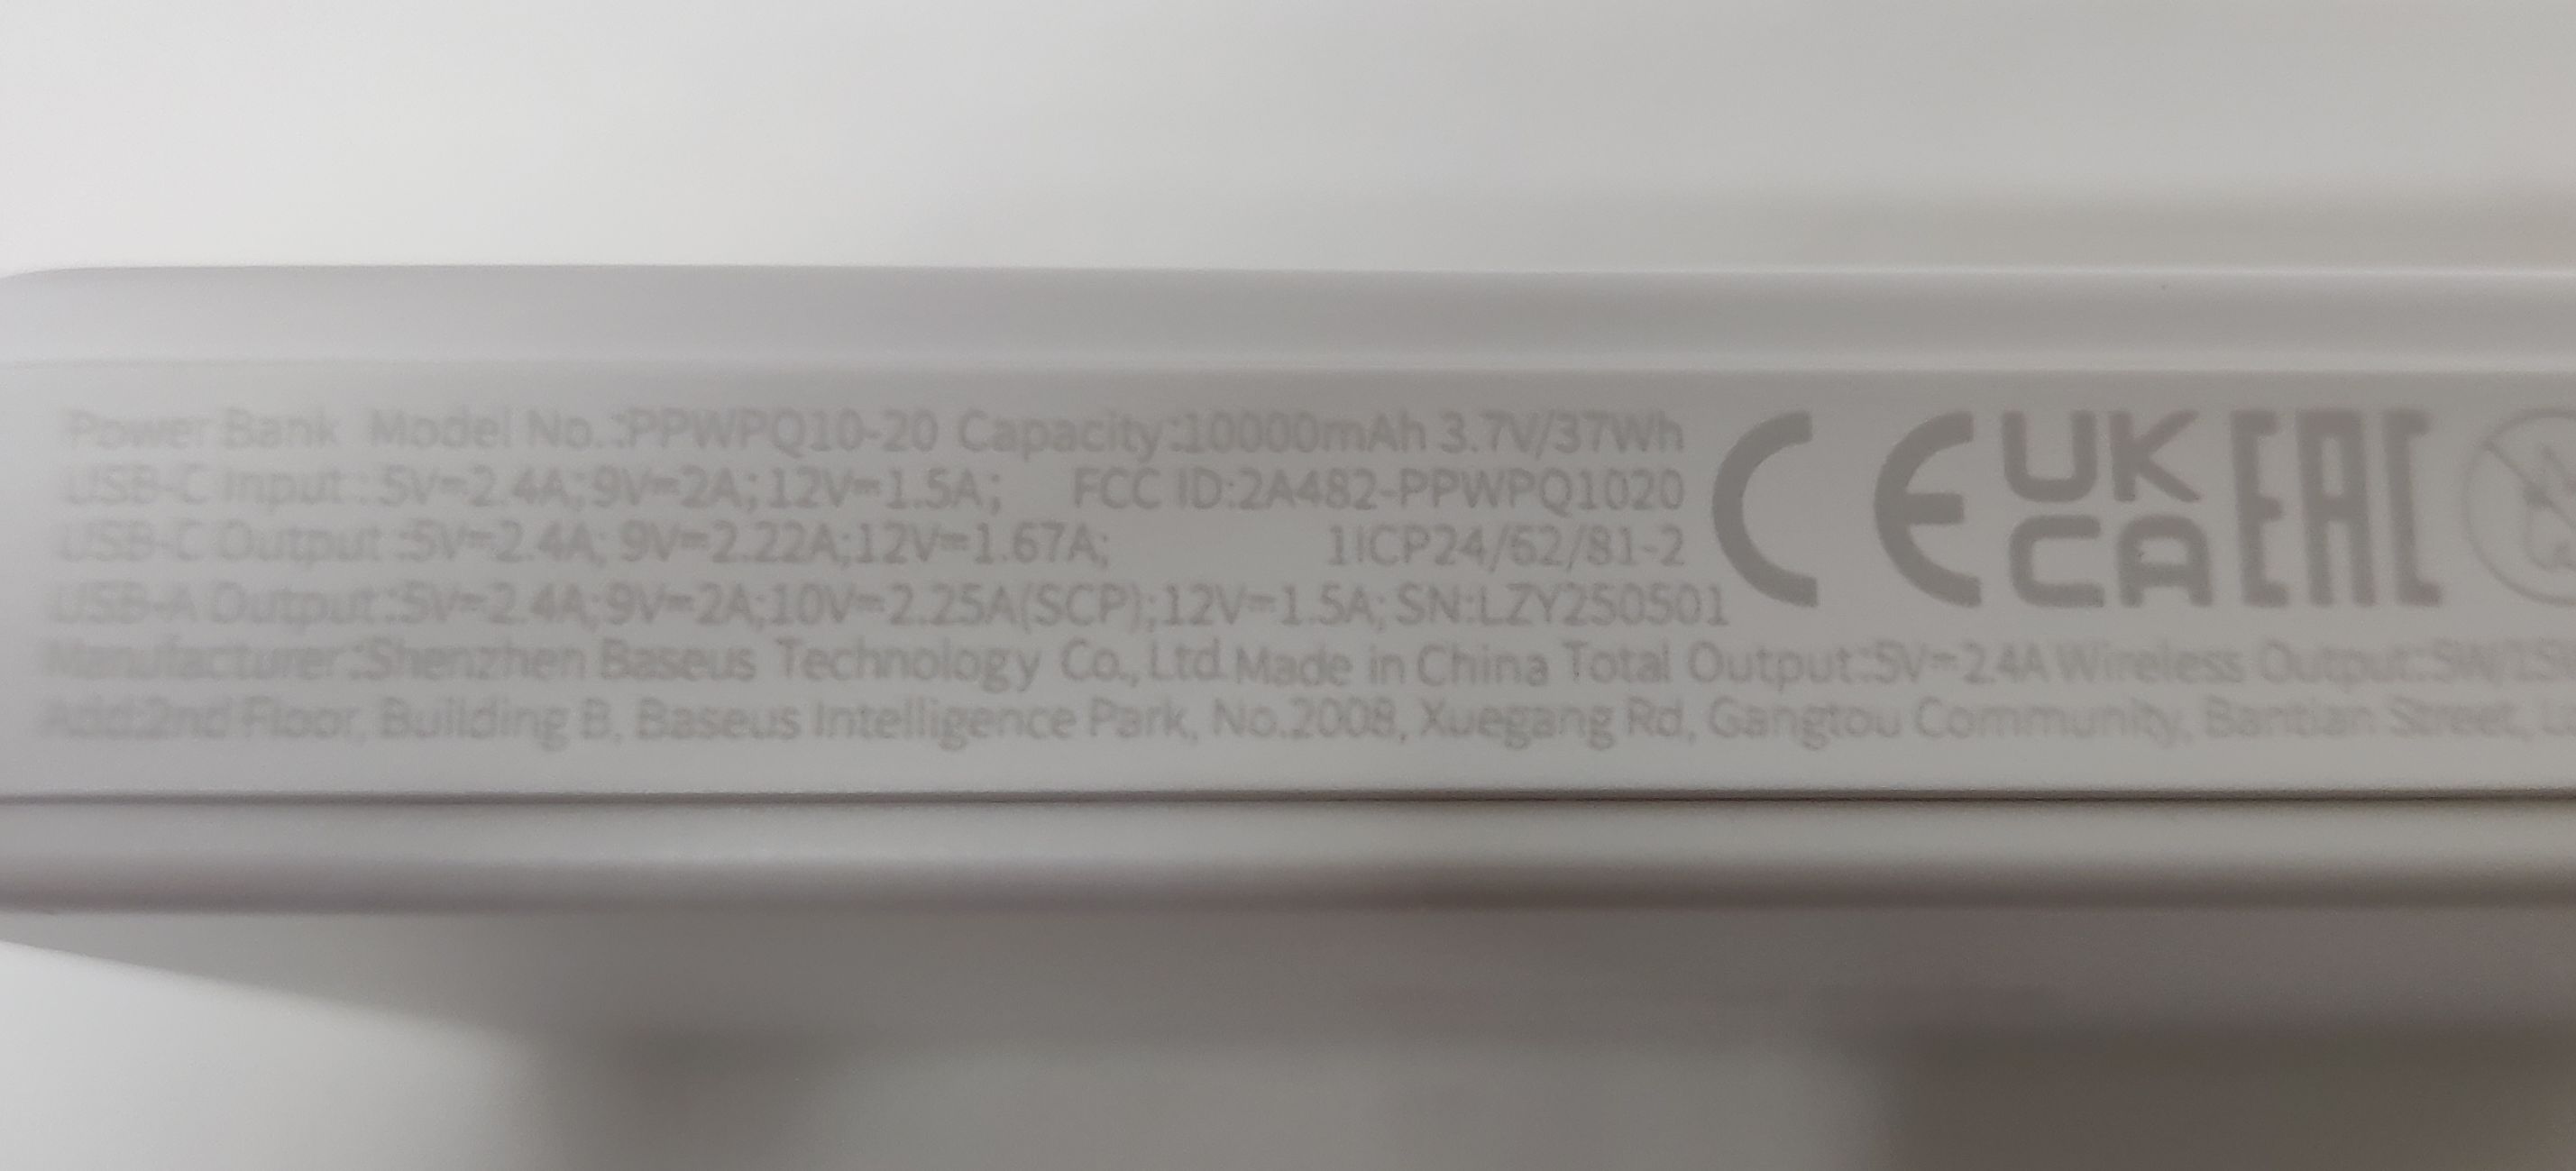 Power Bank Model No.:PPWPQ10-20 Capacity:10000mAh 3.7V/37Wh
USB-C Input:5V⎓2.4A;9V⎓2A;12V⎓1.5A; FCC ID:2A482-PPWPQ1020
USB-C Output:5V⎓2.4A;9V⎓2.22A;12V⎓1.67A; 1ICP24/62/81-2
USB-A Output:5V⎓2.4A;9V⎓2A;10V⎓2.25A(SCP);12V⎓1.5A; SN:LZY250501
CE UK CA EAC
Manufacturer:Shenzhen Baseus Technology Co., Ltd. Made in China Total Output:5V⎓2.4A Wireless Output:5W/
Add:2nd Floor, Building B, Baseus Intelligence Park, No.2008, Xuegang Rd, Gangtou Community, Bantian Street,